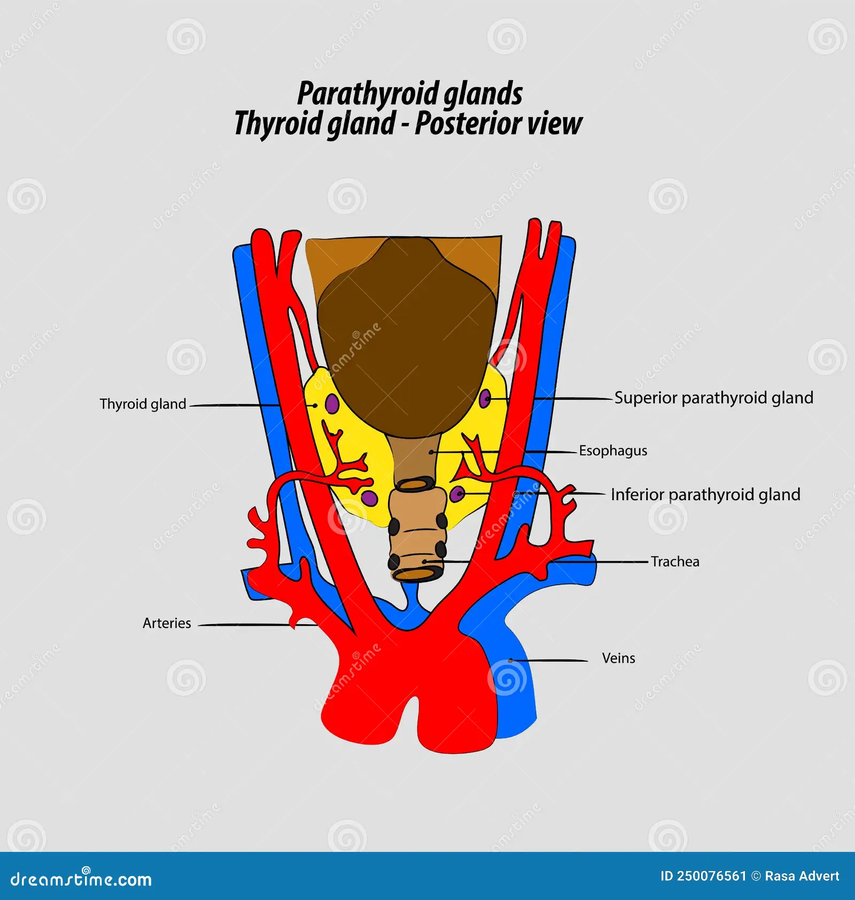 Parathyroid glands
Thyroid gland - Posterior view
Thyroid gland
Superior parathyroid gland
Esophagus
Inferior parathyroid gland
Trachea
Arteries
Veins
dreamstime.com
ID 250076561 © Rasa Advert